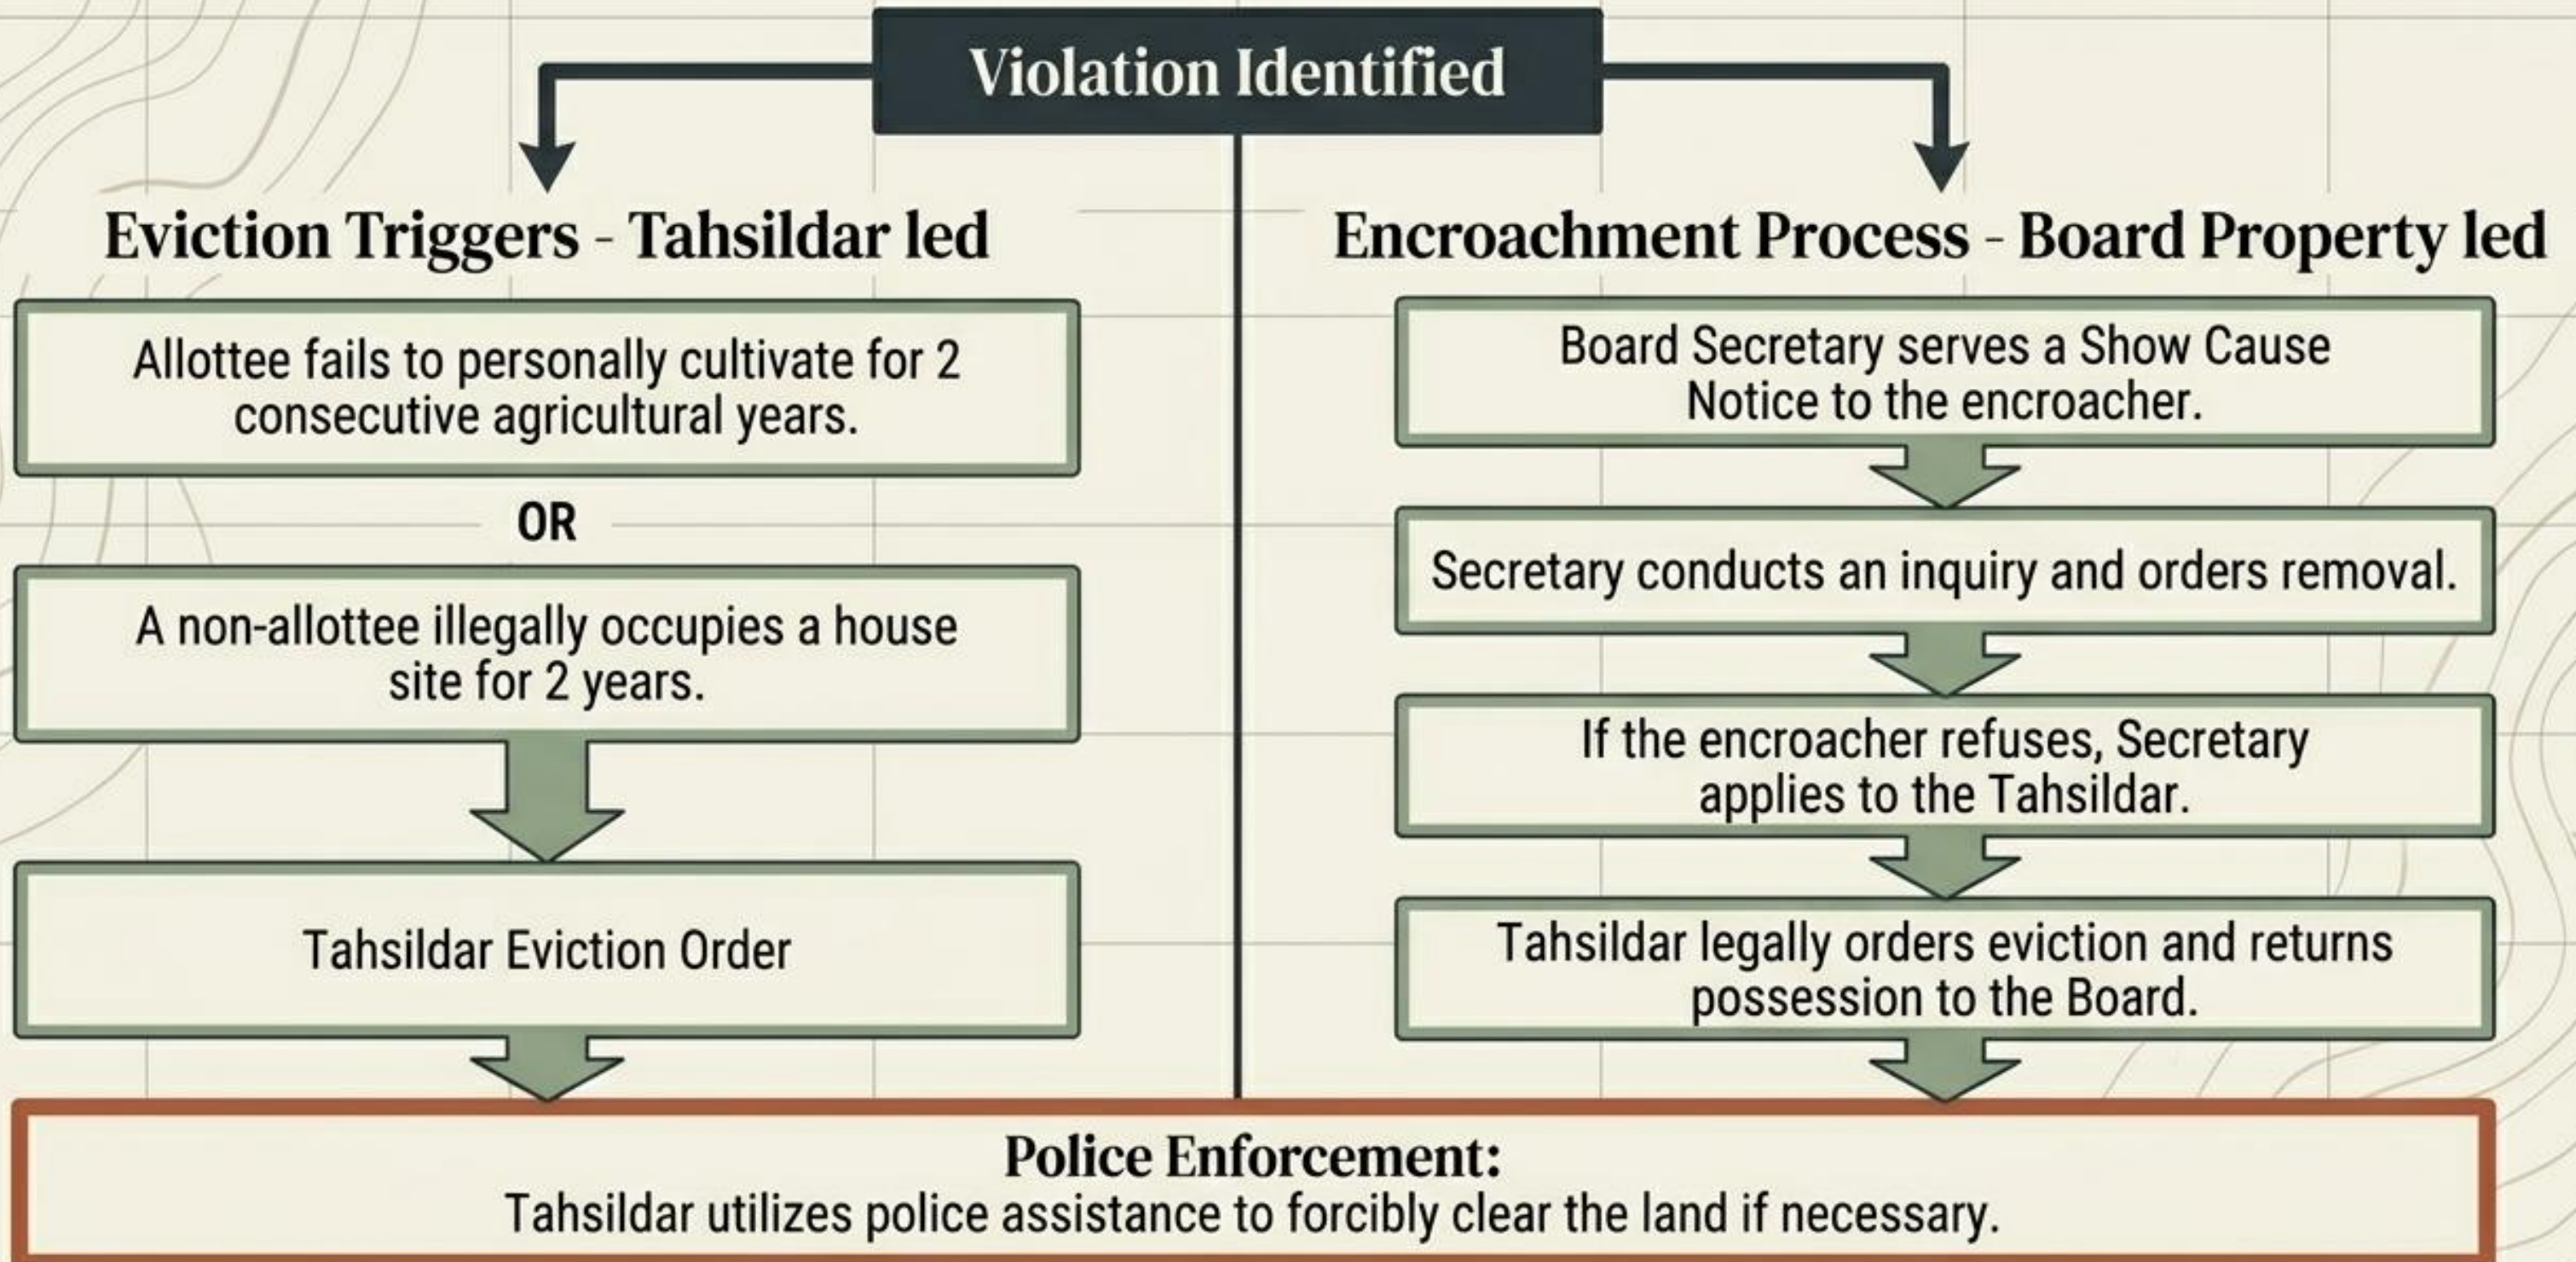 Violation Identified
Eviction Triggers - Tahsildar led
Allottee fails to personally cultivate for 2
consecutive agricultural years.
OR
A non-allottee illegally occupies a house
site for 2 years.
Tahsildar Eviction Order
Encroachment Process - Board Property led
Board Secretary serves a Show Cause
Notice to the encroacher.
Secretary conducts an inquiry and orders removal.
If the encroacher refuses, Secretary
applies to the Tahsildar.
Tahsildar legally orders eviction and returns
possession to the Board.
Police Enforcement:
Tahsildar utilizes police assistance to forcibly clear the land if necessary.